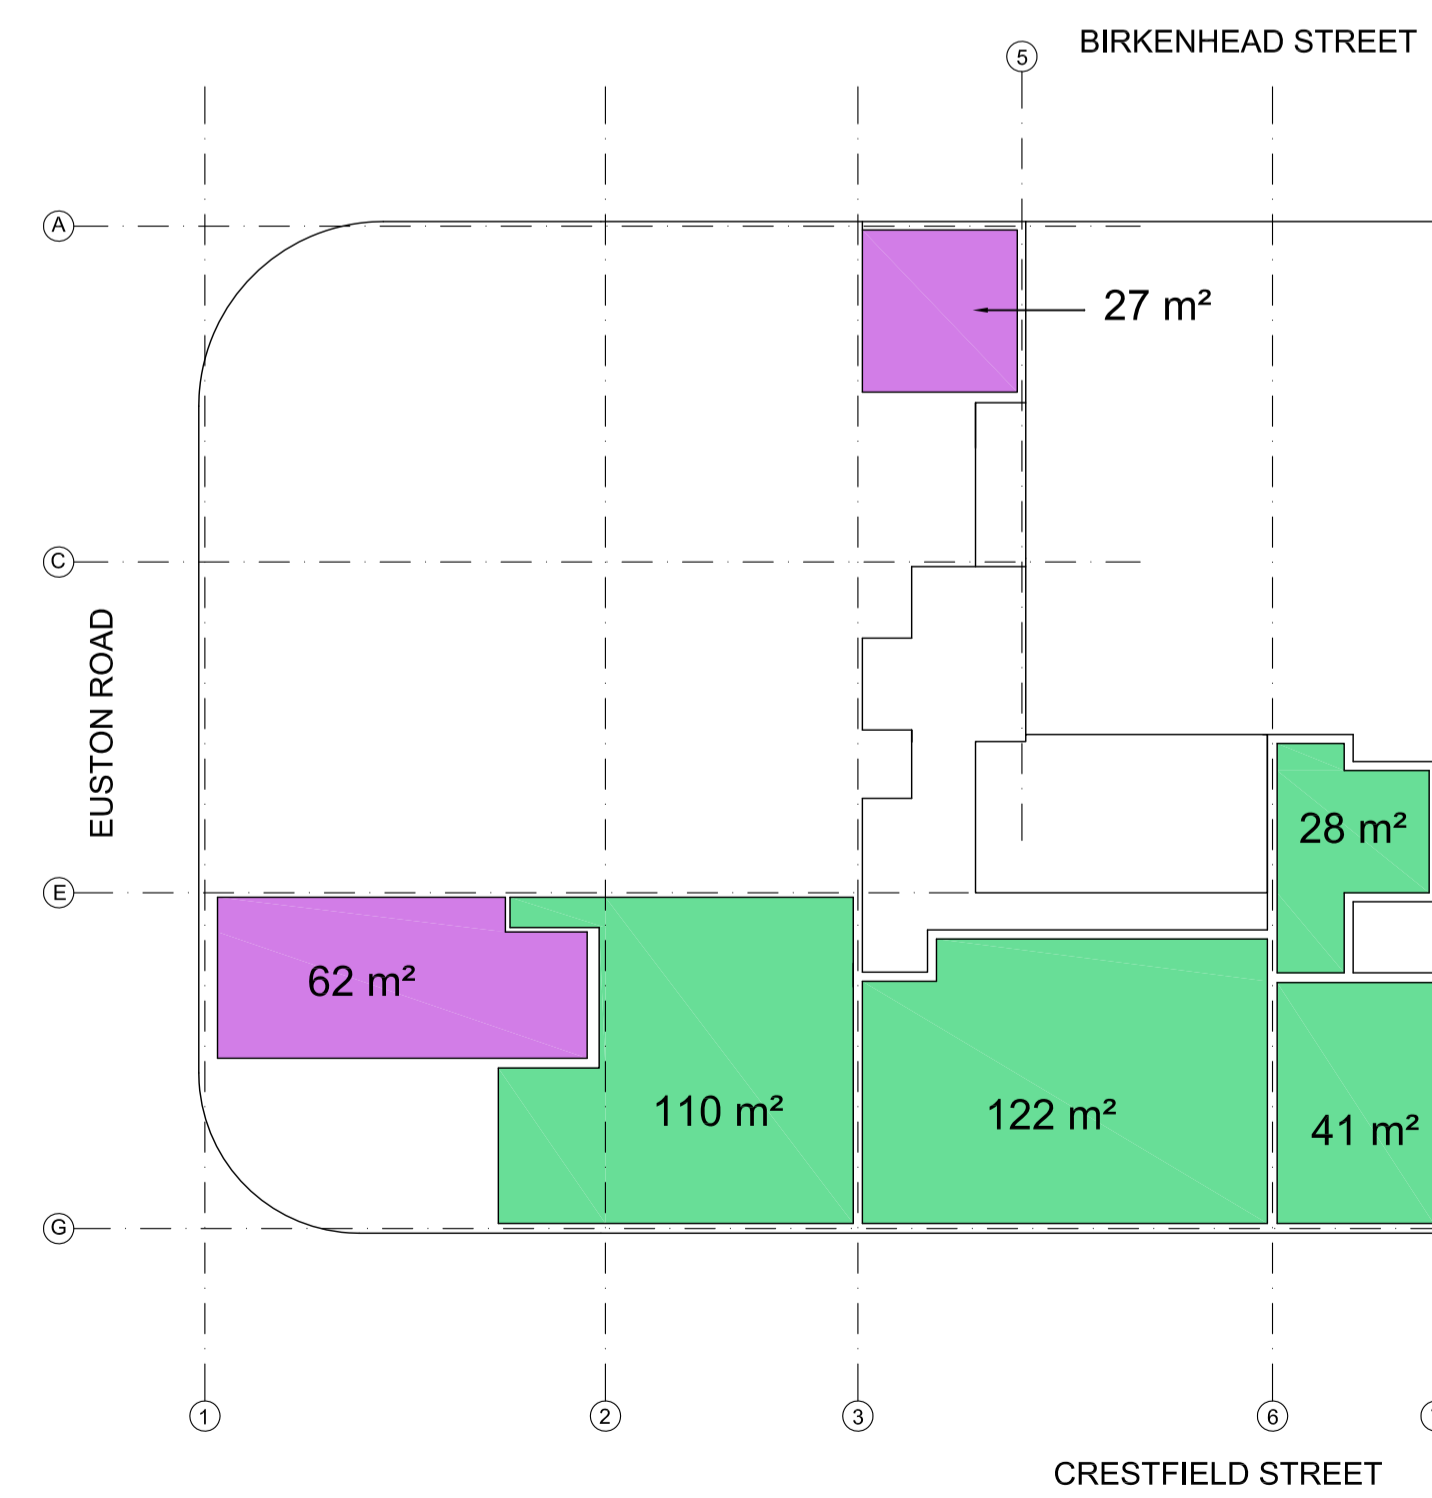 BIRKENHEAD STREET
5
A
27 m²
C
EUSTON ROAD
28 m²
E
62 m²
110 m²
122 m²
41 m²
G
1
2
3
6
CRESTFIELD STREET